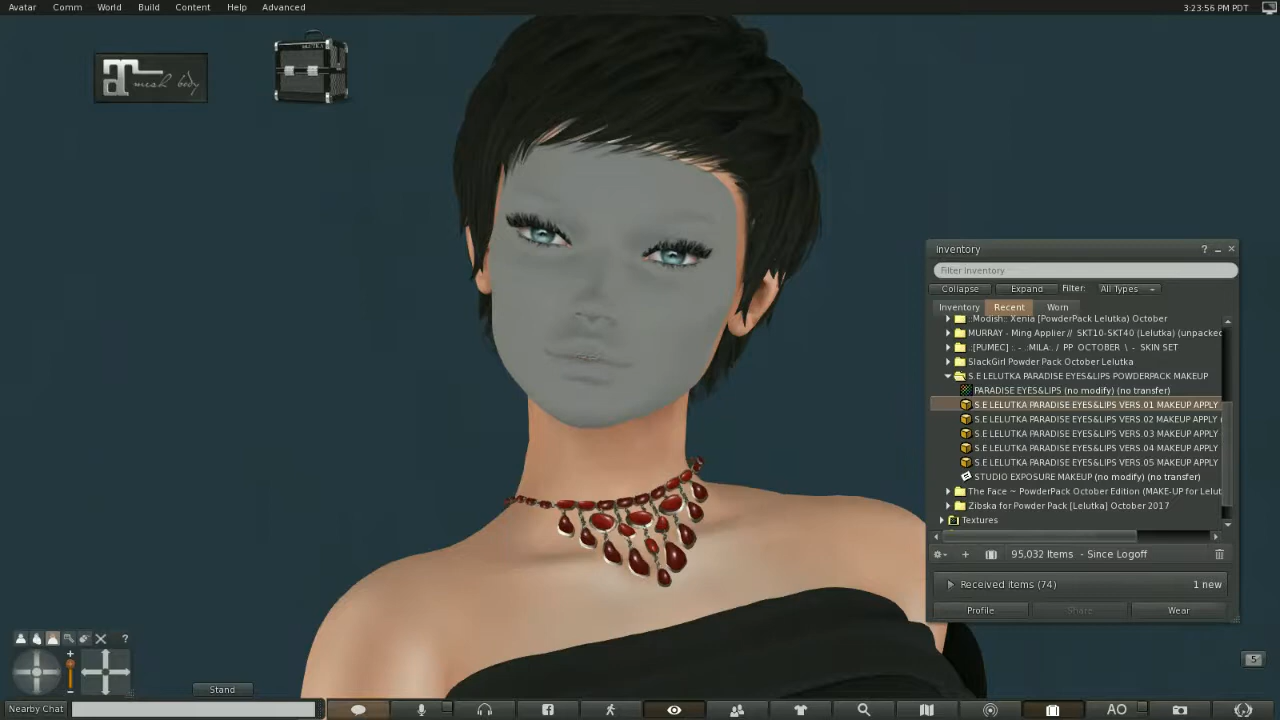 Avatar Comm World Build Content Help Advanced 3:23:56 PM PDT
mesh body
Inventory ? _ ×
Filter Inventory
Collapse Expand Filter: All Types
Inventory Recent Worn
.:Modish:. Xenia [PowderPack Lelutka) October
MURRAY - Ming Applier // SKT10-SKT40 (Lelutka) (unpacked
SlackGirl Powder Pack October Lelutka
S.E LELUTKA PARADISE EYES&LIPS POWDERPACK MAKEUP
PARADISE EYES&LIPS (no modify) (no transfer)
S.E LELUTKA PARADISE EYES&LIPS VERS.01 MAKEUP APPLY
S.E LELUTKA PARADISE EYES&LIPS VERS.02 MAKEUP APPLY
S.E LELUTKA PARADISE EYES&LIPS VERS.03 MAKEUP APPLY
S.E LELUTKA PARADISE EYES&LIPS VERS.04 MAKEUP APPLY
S.E LELUTKA PARADISE EYES&LIPS VERS.05 MAKEUP APPLY
STUDIO EXPOSURE MAKEUP (no modify) (no transfer)
The Face ~ PowderPack October Edition (MAKE-UP for Lelut
Zibska for Powder Pack [Lelutka] October 2017
Textures
95,032 Items - Since Logoff
Received Items (74) 1 new
Profile Share Wear
?
5
Stand
Nearby Chat
AO